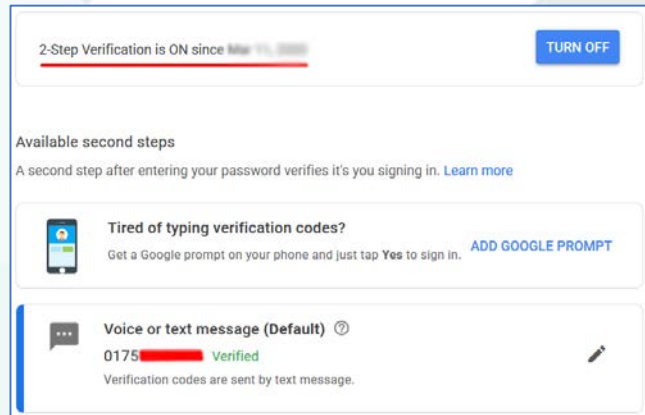 2-Step Verification is ON since
TURN OFF
Available second steps
A second step after entering your password verifies it's you signing in. Learn more
Tired of typing verification codes?
Get a Google prompt on your phone and just tap Yes to sign in.
ADD GOOGLE PROMPT
Voice or text message (Default)
0175 Verified
Verification codes are sent by text message.